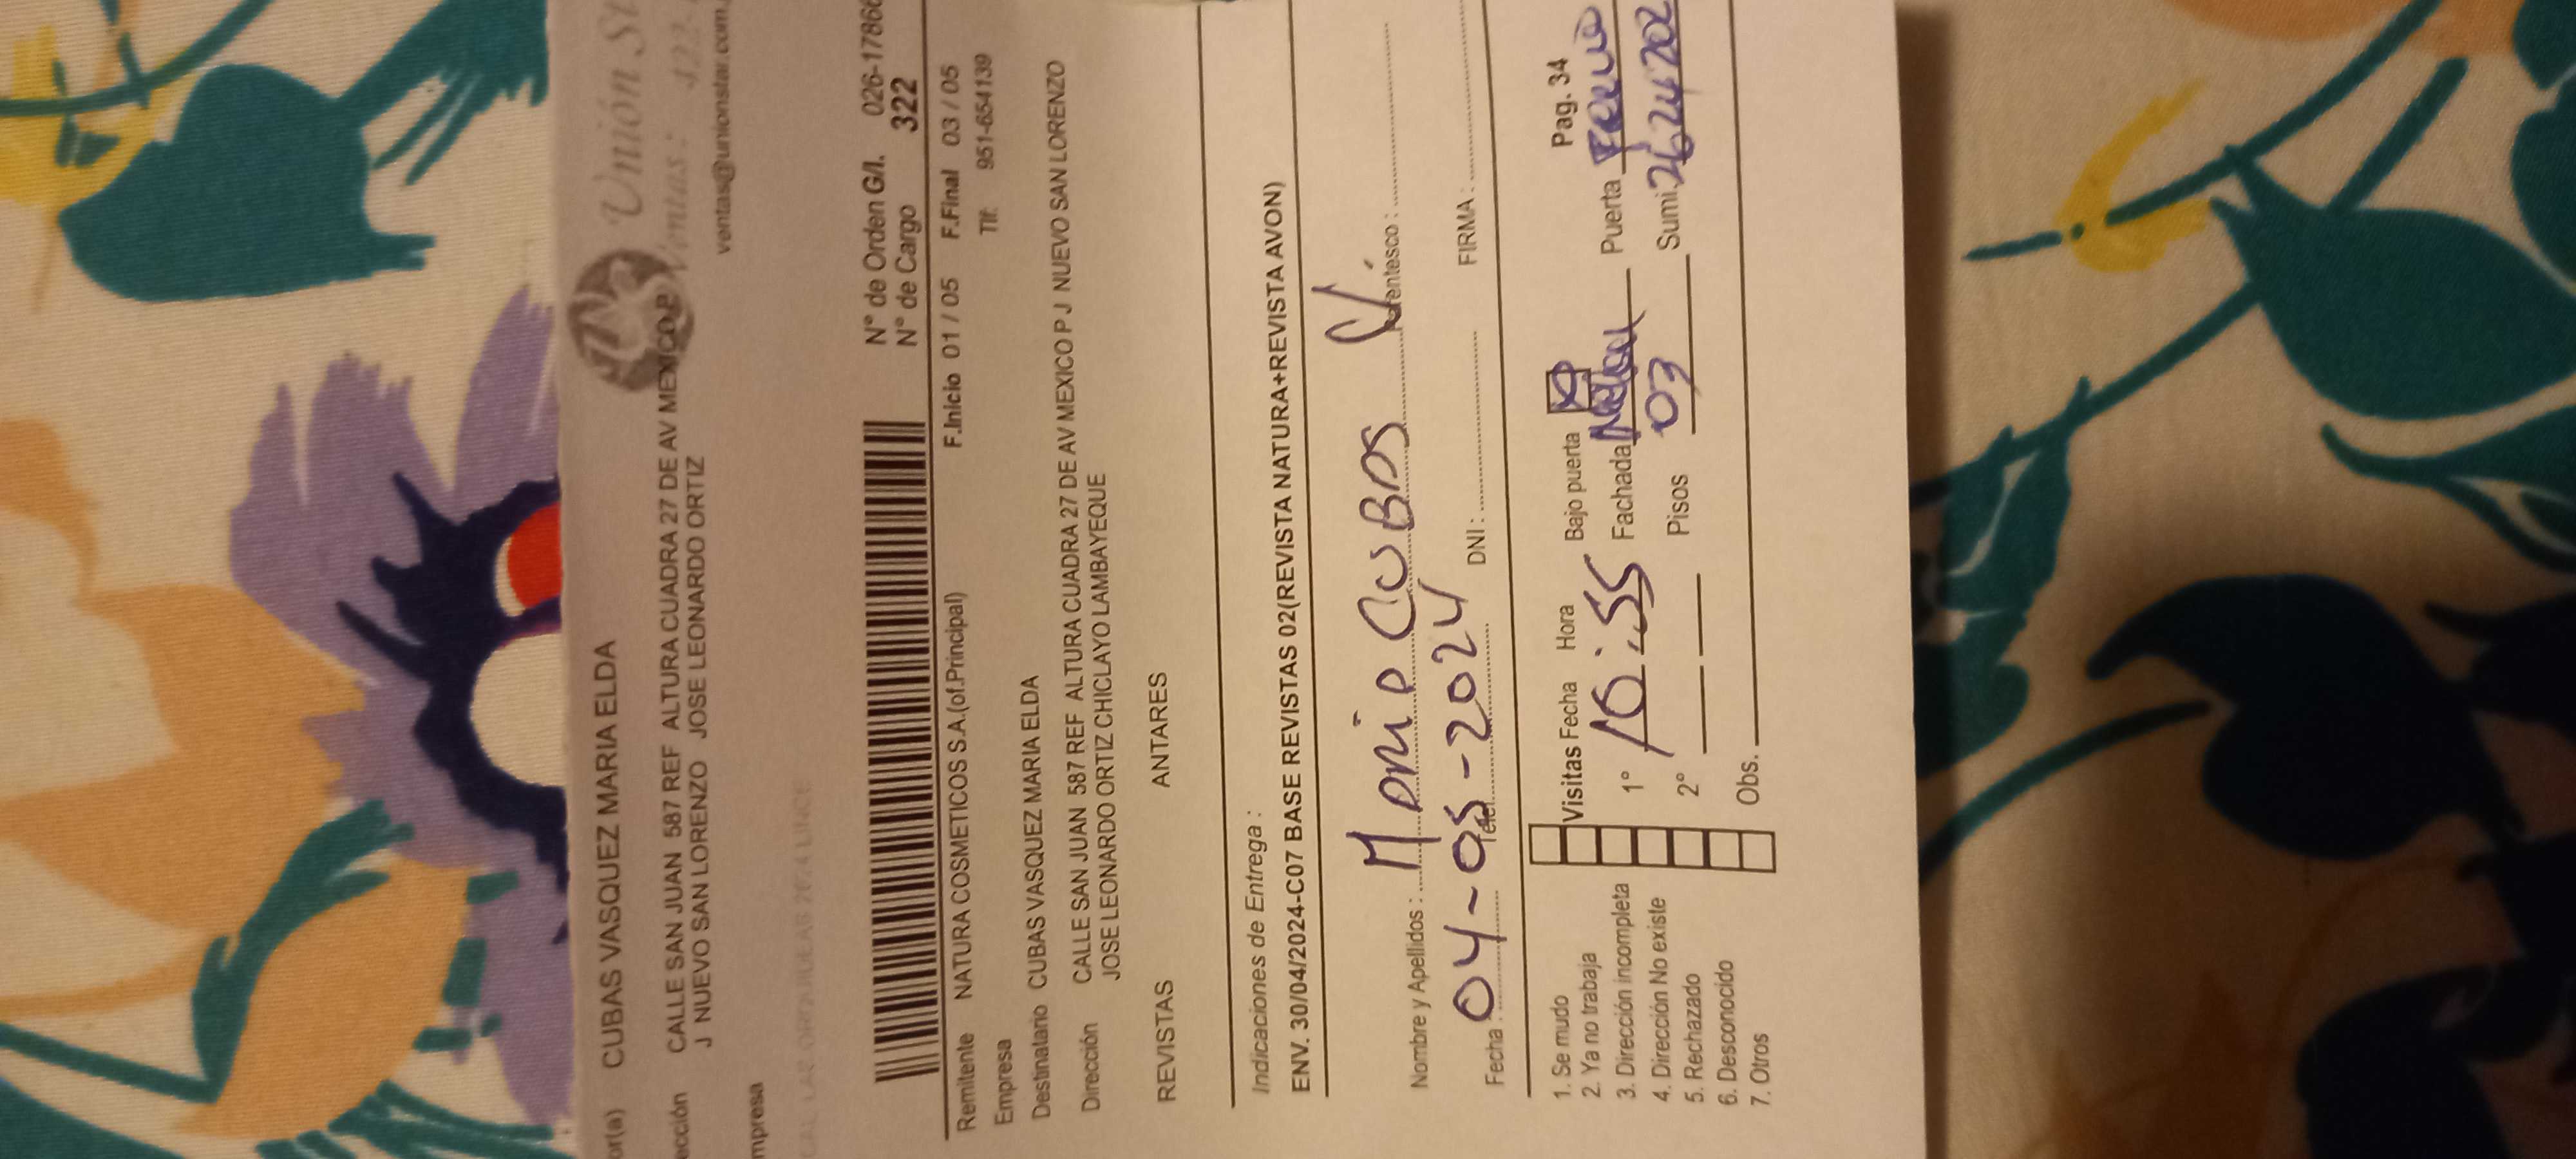 Unión
Ventas:
ventas@unionstar.com.
or(a) CUBAS VASQUEZ MARIA ELDA
ección CALLE SAN JUAN 587 REF ALTURA CUADRA 27 DE AV MEXICO P
J NUEVO SAN LORENZO JOSE LEONARDO ORTIZ
mpresa
N° de Orden G/I. 026-1786
N° de Cargo 322
F.Inicio 01 / 05 F.Final 03 / 05
Remitente NATURA COSMETICOS S.A.(of.Principal)
Tlf: 951-654139
Empresa
Destinatario CUBAS VASQUEZ MARIA ELDA
Dirección CALLE SAN JUAN 587 REF ALTURA CUADRA 27 DE AV MEXICO P J NUEVO SAN LORENZO
JOSE LEONARDO ORTIZ CHICLAYO LAMBAYEQUE
REVISTAS ANTARES
Indicaciones de Entrega :
ENV. 30/04/2024-C07 BASE REVISTAS 02(REVISTA NATURA+REVISTA AVON)
Nombre y Apellidos : Maria CUBAS Parentesco :
Fecha : 04-05-2024 Telef. DNI : FIRMA :
1. Se mudo
2. Ya no trabaja
3. Dirección incompleta
4. Dirección No existe
5. Rechazado
6. Desconocido
7. Otros
Visitas Fecha Hora
1° 10:55
2°
Obs.
Bajo puerta X Pag. 34
Fachada Puerta
Pisos 03 Sumi. 2624202